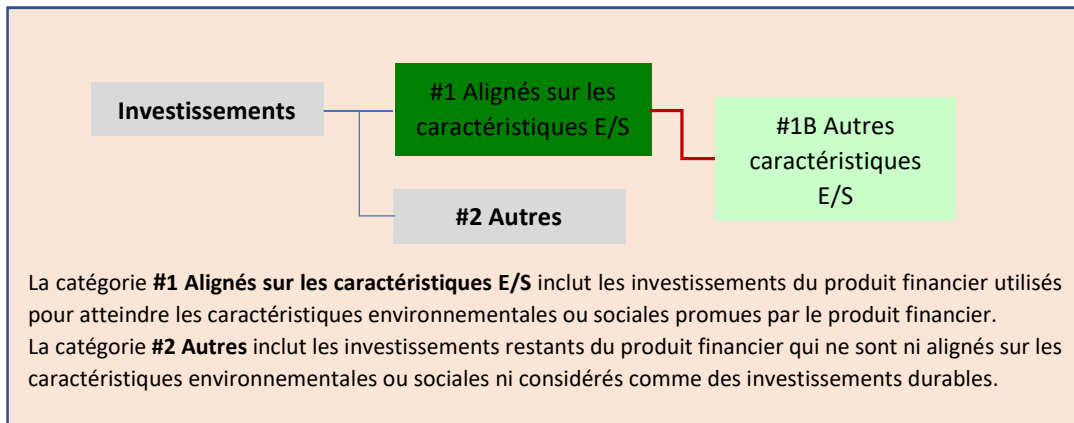 Investissements
#1 Alignés sur les
caractéristiques E/S
#1B Autres
caractéristiques
E/S
#2 Autres
La catégorie #1 Alignés sur les caractéristiques E/S inclut les investissements du produit financier utilisés
pour atteindre les caractéristiques environnementales ou sociales promues par le produit financier.
La catégorie #2 Autres inclut les investissements restants du produit financier qui ne sont ni alignés sur les
caractéristiques environnementales ou sociales ni considérés comme des investissements durables.